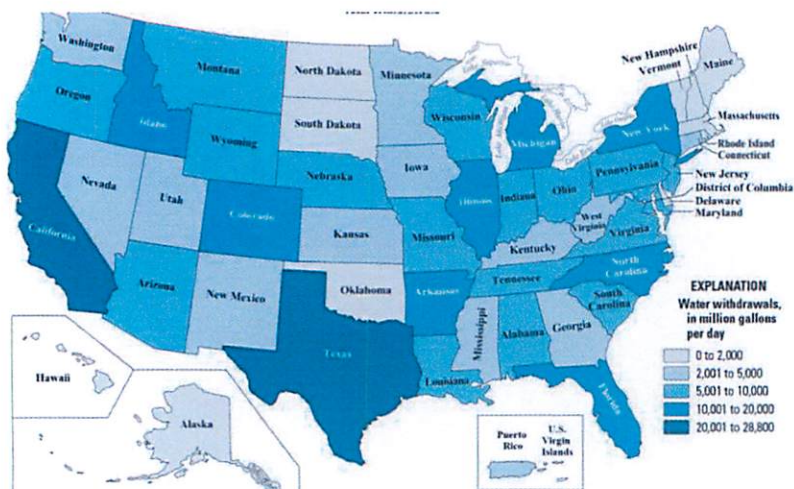 Washington
Montana
North Dakota
Minnesota
New Hampshire
Vermont
Maine
Oregon
Idaho
South Dakota
Wisconsin
Michigan
New York
Massachusetts
Rhode Island
Connecticut
Wyoming
Nebraska
Iowa
Illinois
Indiana
Ohio
Pennsylvania
New Jersey
District of Columbia
Delaware
Maryland
Nevada
Utah
Colorado
Kansas
Missouri
West
Virginia
Virginia
Kentucky
California
Arizona
New Mexico
Oklahoma
Arkansas
Tennessee
North
Carolina
South
Carolina
Texas
Louisiana
Mississippi
Alabama
Georgia
Florida
Hawaii
Alaska
Puerto
Rico
U.S.
Virgin
Islands
EXPLANATION
Water withdrawals,
in million gallons
per day
0 to 2,000
2,001 to 5,000
5,001 to 10,000
10,001 to 20,000
20,001 to 28,800